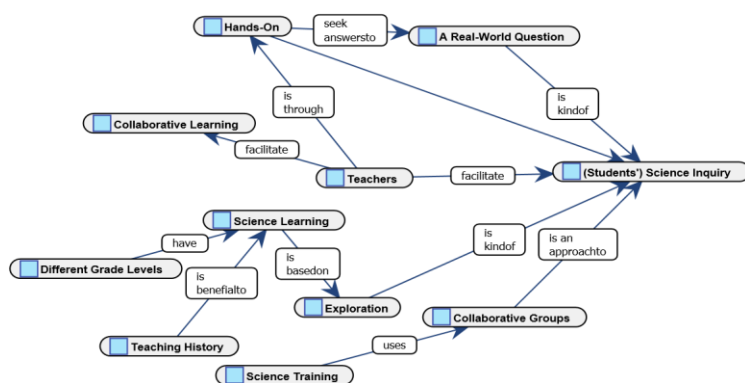 Hands-On
seek
answersto
A Real-World Question
is
through
is
kindof
Collaborative Learning
facilitate
Teachers
facilitate
(Students') Science Inquiry
Science Learning
is
kindof
is an
approachto
have
Different Grade Levels
is
basedon
is
benefialto
Exploration
Collaborative Groups
Teaching History
uses
Science Training